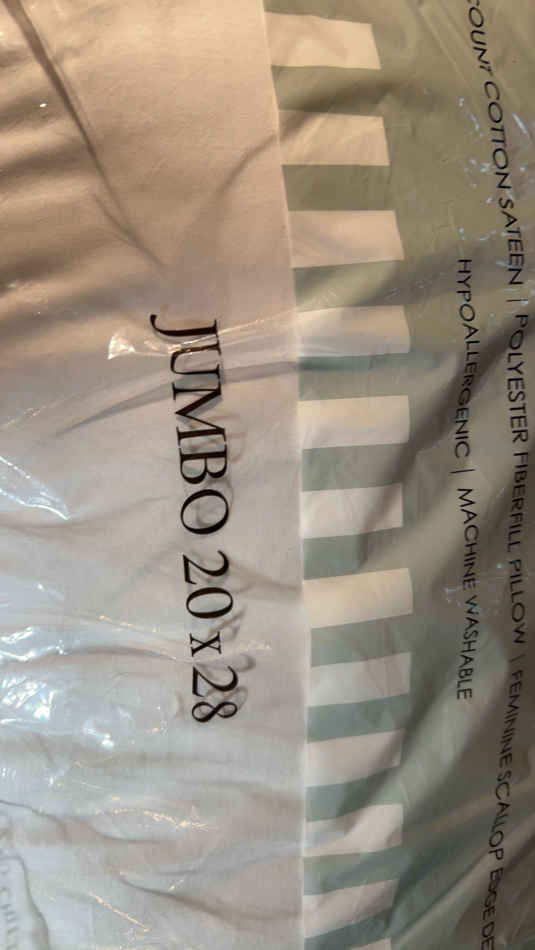 COUNT COTTON SATEEN | POLYESTER FIBERFILL PILLOW | FEMININE SCALLOP EDGE
HYPOALLERGENIC | MACHINE WASHABLE
JUMBO 20 x 28